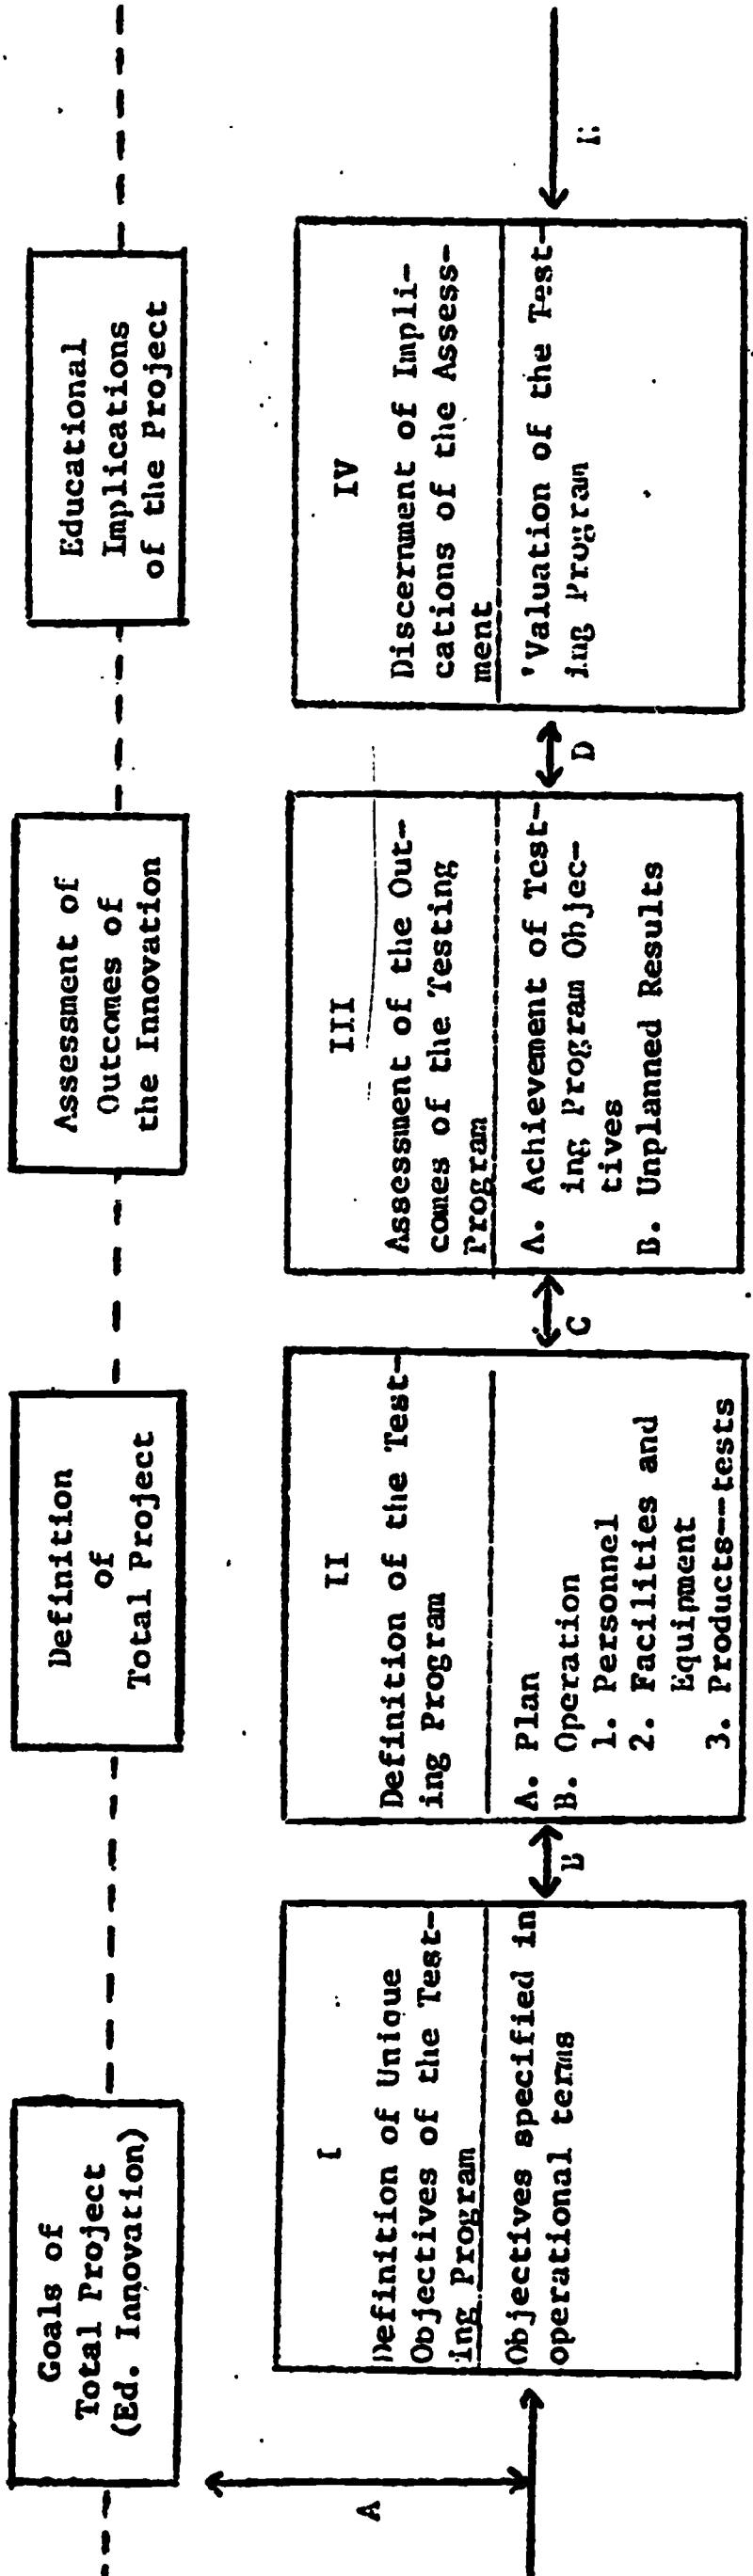 Goals of
Total Project
(Ed. Innovation)
Definition
of
Total Project
Assessment of
Outcomes of
the Innovation
Educational
Implications
of the Project
A
I
Definition of Unique
Objectives of the Test-
ing Program
Objectives specified in
operational terms
B
II
Definition of the Test-
ing Program
A. Plan
B. Operation
1. Personnel
2. Facilities and
Equipment
3. Products--tests
C
III
Assessment of the Out-
comes of the Testing
Program
A. Achievement of Test-
ing Program Objec-
tives
B. Unplanned Results
D
IV
Discernment of Impli-
cations of the Assess-
ment
'Valuation of the Test-
ing Program